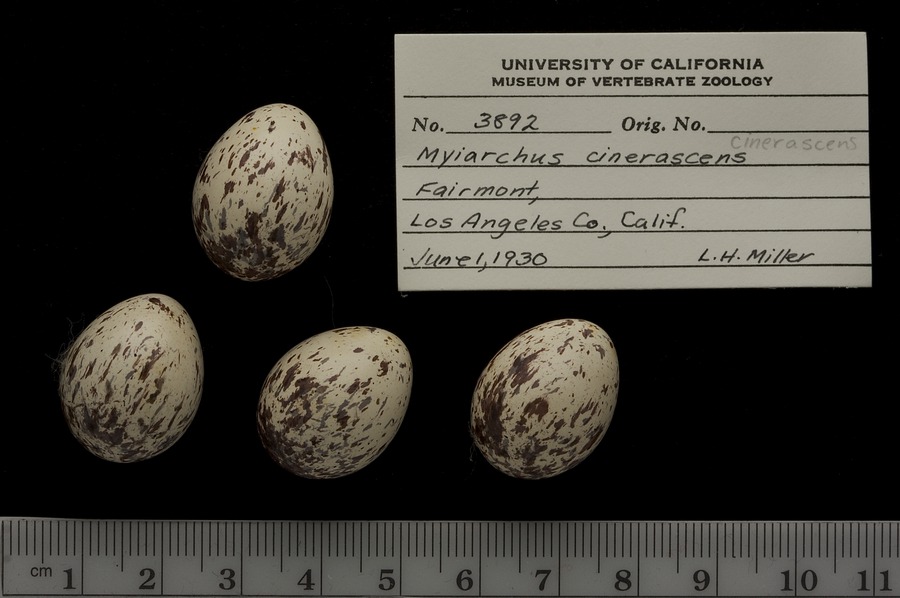 UNIVERSITY OF CALIFORNIA
MUSEUM OF VERTEBRATE ZOOLOGY
No. 3892 Orig. No.
cinerascens
Myiarchus cinerascens
Fairmont,
Los Angeles Co., Calif.
June 1, 1930 L.H. Miller
cm 1 2 3 4 5 6 7 8 9 10 11